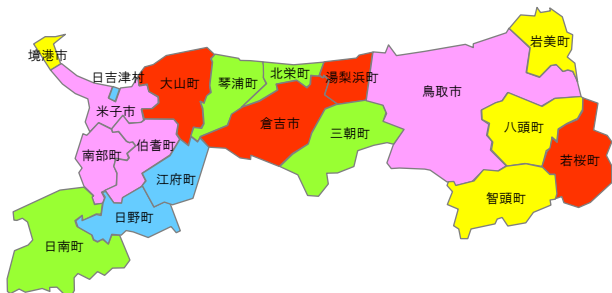 境港市
岩美町
日吉津村
大山町
琴浦町
北栄町
湯梨浜町
鳥取市
米子市
倉吉市
三朝町
八頭町
南部町
伯耆町
若桜町
江府町
智頭町
日野町
日南町